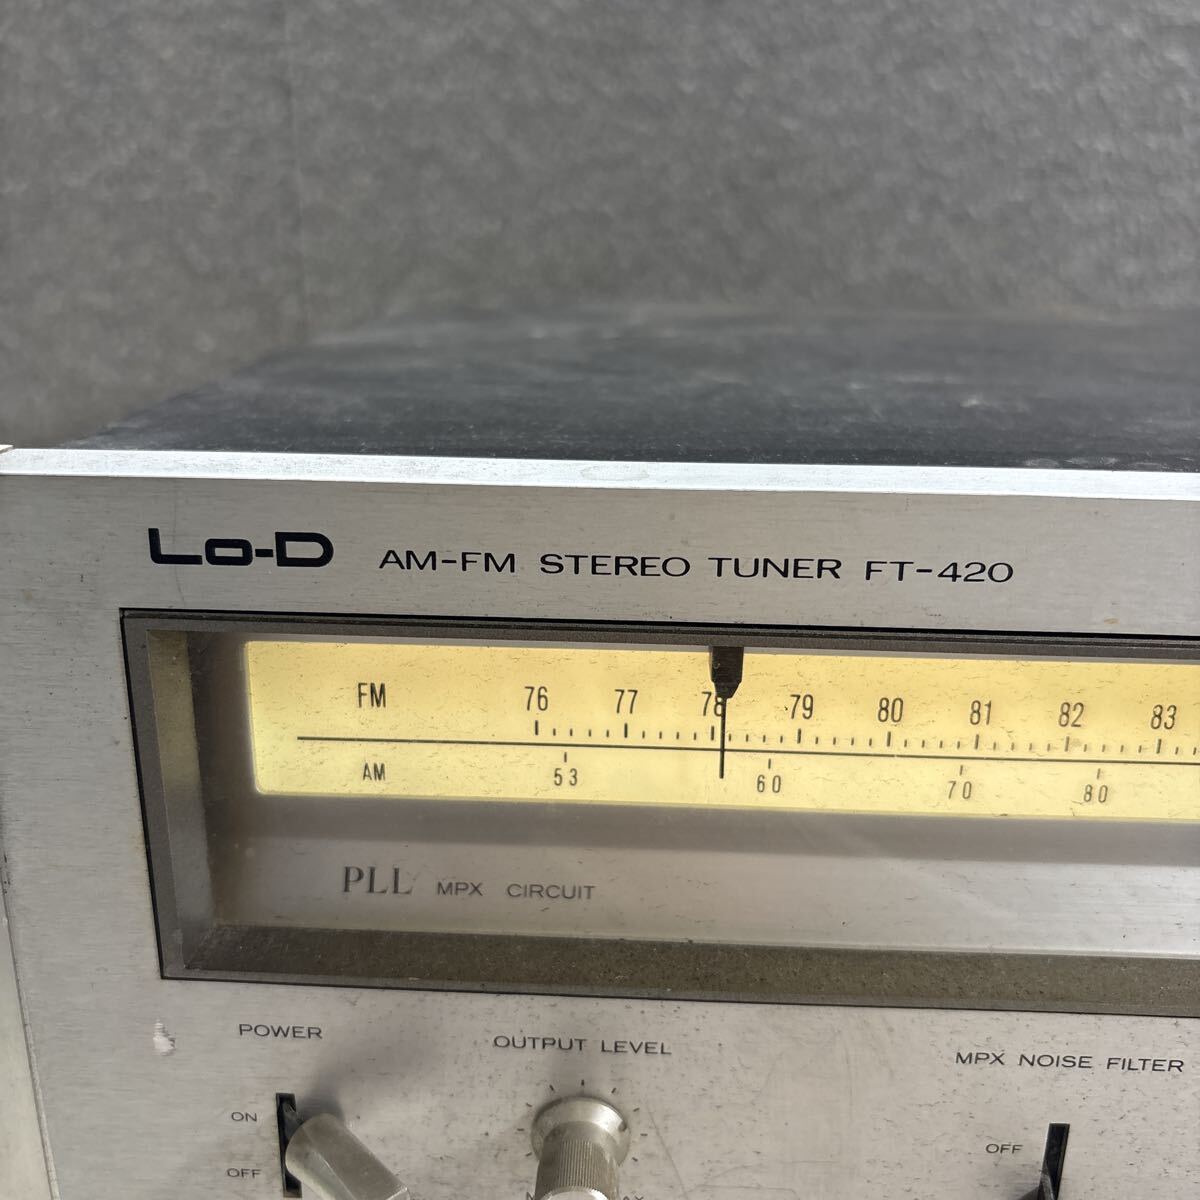 Lo-D AM-FM STEREO TUNER FT-420
FM 76 77 78 79 80 81 82 83
AM 53 60 70 80
PLL MPX CIRCUIT
POWER
OUTPUT LEVEL
MPX NOISE FILTER
ON
OFF
OFF